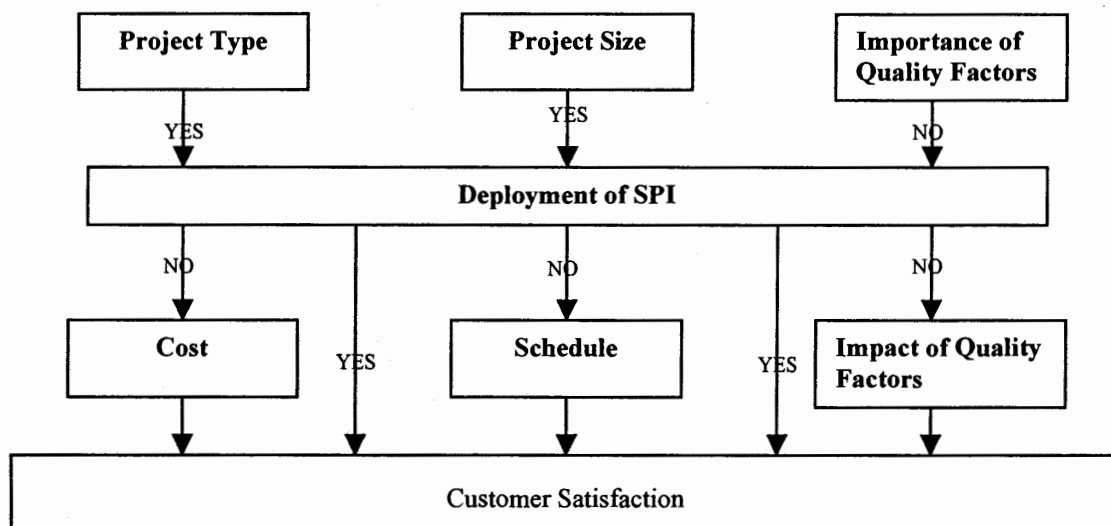 Project Type
Project Size
Importance of
Quality Factors
YES
YES
NO
Deployment of SPI
NO
NO
NO
Cost
YES
Schedule
YES
Impact of Quality
Factors
Customer Satisfaction